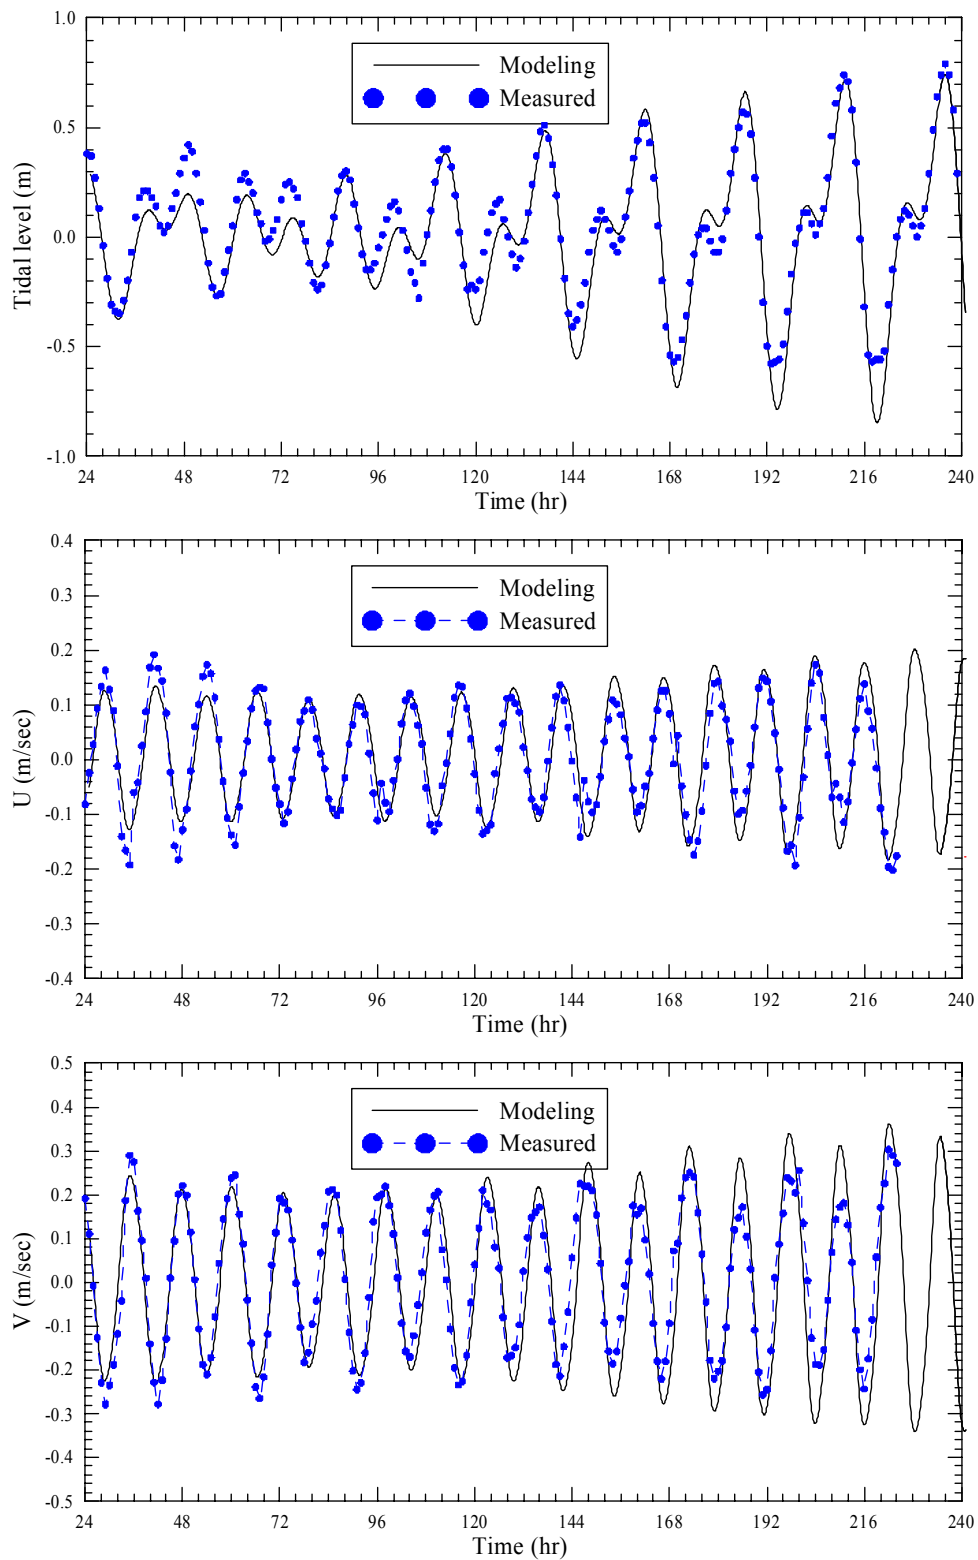 1.0
Modeling
Measured
0.5
0.0
-0.5
-1.0
Tidal level (m)
24 48 72 96 120 144 168 192 216 240
Time (hr)
0.4
0.3
Modeling
Measured
0.2
0.1
0.0
-0.1
-0.2
-0.3
-0.4
U (m/sec)
24 48 72 96 120 144 168 192 216 240
Time (hr)
0.5
0.4
Modeling
Measured
0.3
0.2
0.1
0.0
-0.1
-0.2
-0.3
-0.4
-0.5
V (m/sec)
24 48 72 96 120 144 168 192 216 240
Time (hr)